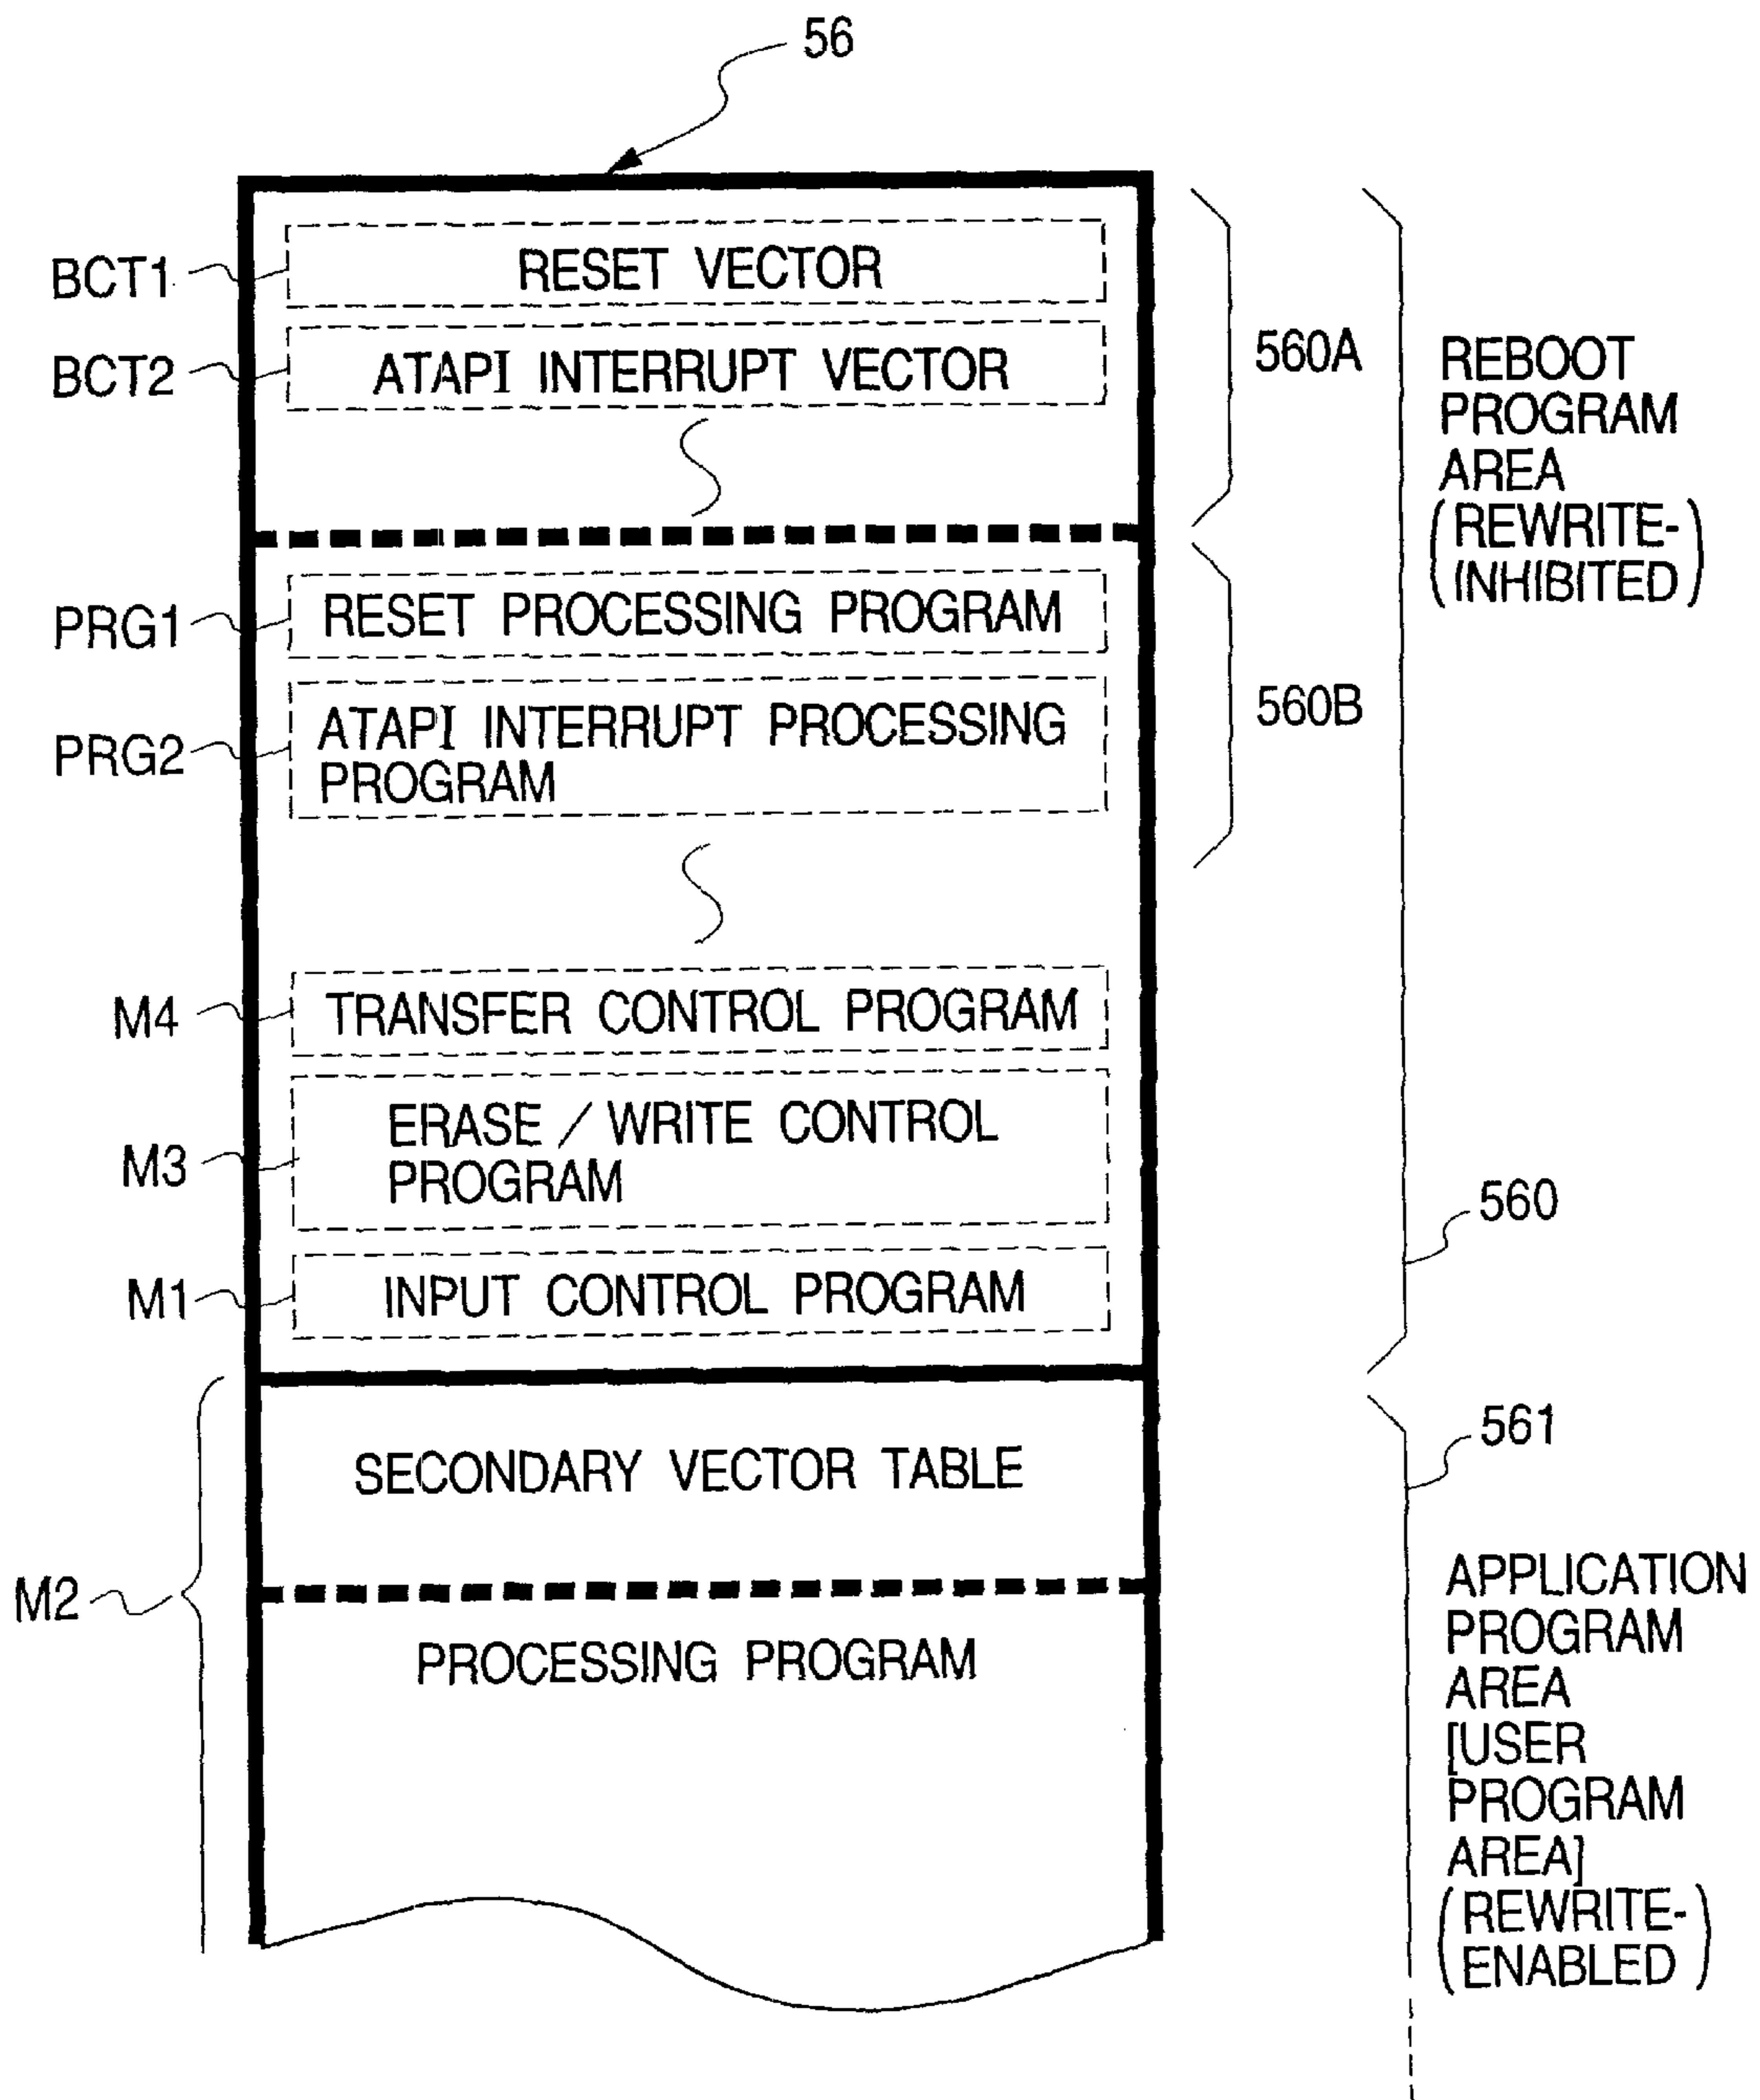 56
BCT1
RESET VECTOR
BCT2
ATAPI INTERRUPT VECTOR
560A
REBOOT
PROGRAM
AREA
(REWRITE-
INHIBITED)
PRG1
RESET PROCESSING PROGRAM
PRG2
ATAPI INTERRUPT PROCESSING
PROGRAM
560B
M4
TRANSFER CONTROL PROGRAM
M3
ERASE / WRITE CONTROL
PROGRAM
560
M1
INPUT CONTROL PROGRAM
561
SECONDARY VECTOR TABLE
M2
PROCESSING PROGRAM
APPLICATION
PROGRAM
AREA
[USER
PROGRAM
AREA]
(REWRITE-
ENABLED)